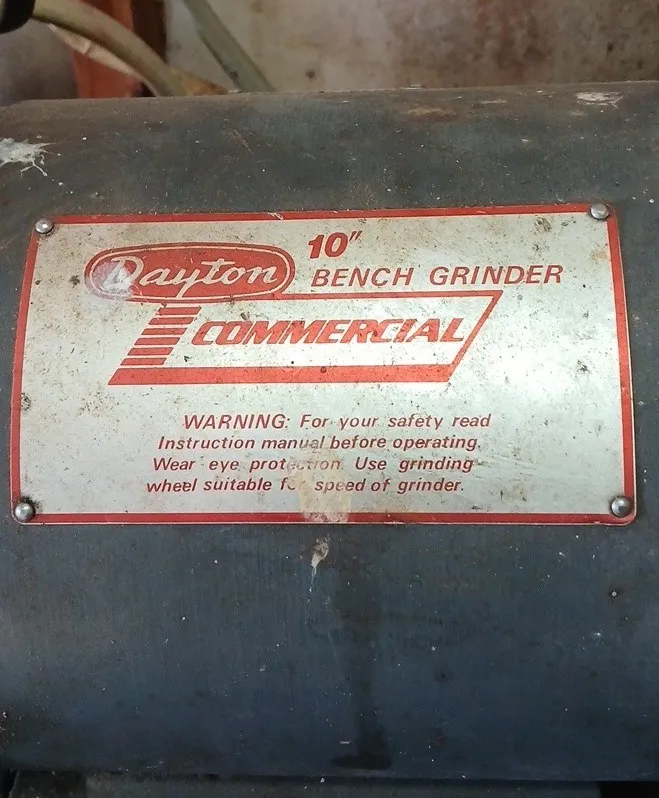 Dayton
10"
BENCH GRINDER
COMMERCIAL
WARNING: For your safety read
Instruction manual before operating.
Wear eye protection. Use grinding
wheel suitable for speed of grinder.